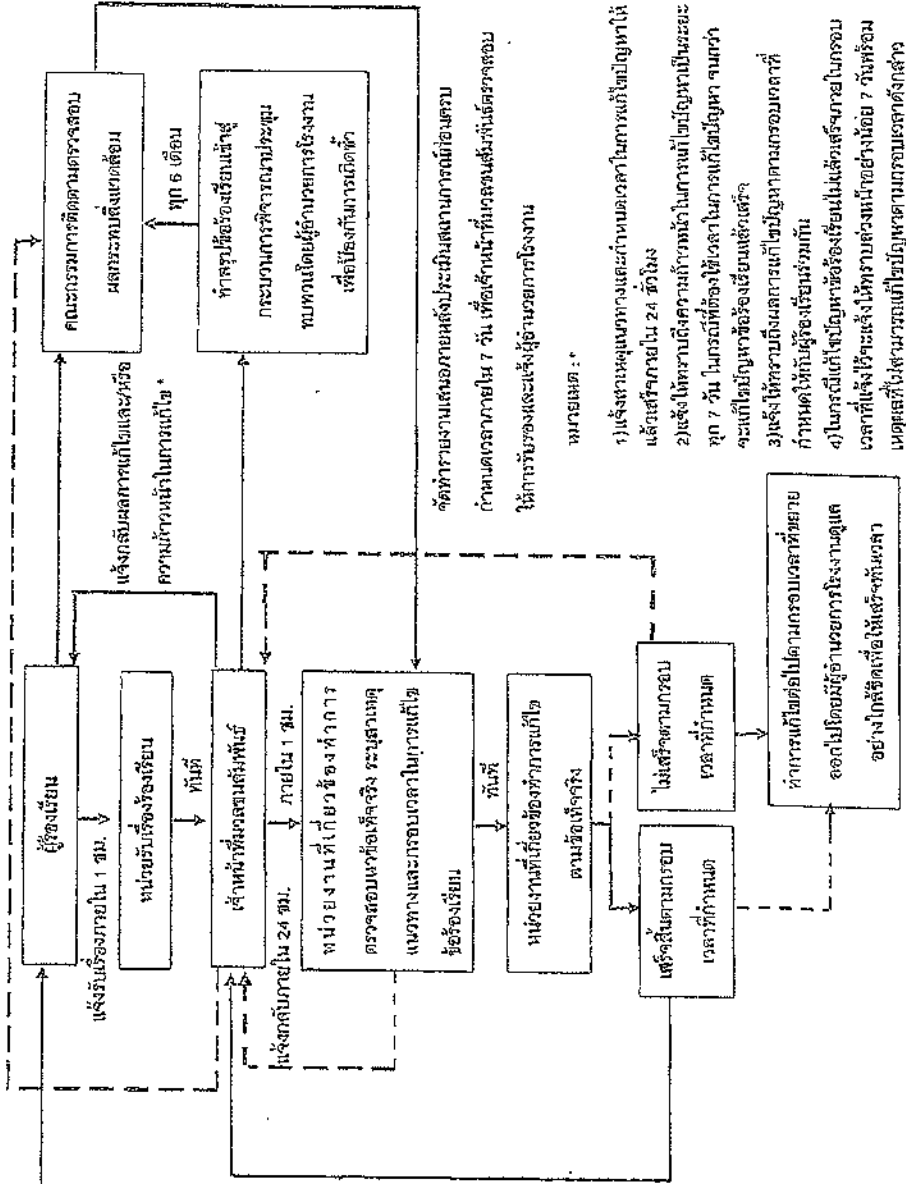 ผู้ร้องเรียน
แจ้งรับเรื่องภายใน 1 ชม.
หน่วยรับเรื่องร้องเรียน
ทันที
เจ้าหน้าที่มวลชนสัมพันธ์
แจ้งกลับภายใน 24 ชม.
ภายใน 1 ชม.
หน่วยงานที่เกี่ยวข้องทำการ
ตรวจสอบหาข้อเท็จจริง ระบุสาเหตุ
แนวทางและกรอบเวลาในการแก้ไข
ข้อร้องเรียน
ทันที
หน่วยงานที่เกี่ยวข้องทำการแก้ไข
ตามข้อเท็จจริง
เสร็จสิ้นตามกรอบ
เวลาที่กำหนด
ไม่เสร็จตามกรอบ
เวลาที่กำหนด
ทำการแก้ไขต่อไปตามกรอบเวลาที่ขยาย
ออกไปโดยมีผู้อำนวยการโรงงานดูแล
อย่างใกล้ชิดเพื่อให้เสร็จทันเวลา
แจ้งกลับผลการแก้ไขและ/หรือ
ความก้าวหน้าในการแก้ไข *
คณะกรรมการติดตามตรวจสอบ
ผลกระทบสิ่งแวดล้อม
ทุก 6 เดือน
ทำสรุปข้อร้องเรียนเข้าสู่
กระบวนการพิจารณาประชุม
ทบทวนโดยผู้อำนวยการโรงงาน
เพื่อป้องกันการเกิดซ้ำ
จัดทำรายงานเสนอภายหลังประเมินสถานการณ์ก่อนครบ
กำหนดเวลาภายใน 7 วัน เพื่อเจ้าหน้าที่มวลชนสัมพันธ์ตรวจสอบ
ให้การรับรองและแจ้งผู้อำนวยการโรงงาน
หมายเหตุ : *
1)แจ้งสาเหตุแนวทางและกำหนดเวลาในการแก้ไขปัญหาให้
แล้วเสร็จภายใน 24 ชั่วโมง
2)แจ้งให้ทราบถึงความก้าวหน้าในการแก้ไขปัญหาเป็นระยะ
ทุก 7 วัน ในกรณีที่ต้องใช้เวลาในการแก้ไขปัญหา จนกว่า
จะแก้ไขปัญหาข้อร้องเรียนแล้วเสร็จ
3)แจ้งให้ทราบถึงผลการแก้ไขปัญหาตามกรอบเวลาที่
กำหนดให้กับผู้ร้องเรียนร่วมกัน
4)ในกรณีแก้ไขปัญหาข้อร้องเรียนไม่แล้วเสร็จภายในกรอบ
เวลาที่แจ้งไว้จะแจ้งให้ทราบล่วงหน้าอย่างน้อย 7 วันพร้อม
เหตุผลที่ไม่สามารถแก้ไขปัญหาตามกรอบเวลาดังกล่าว